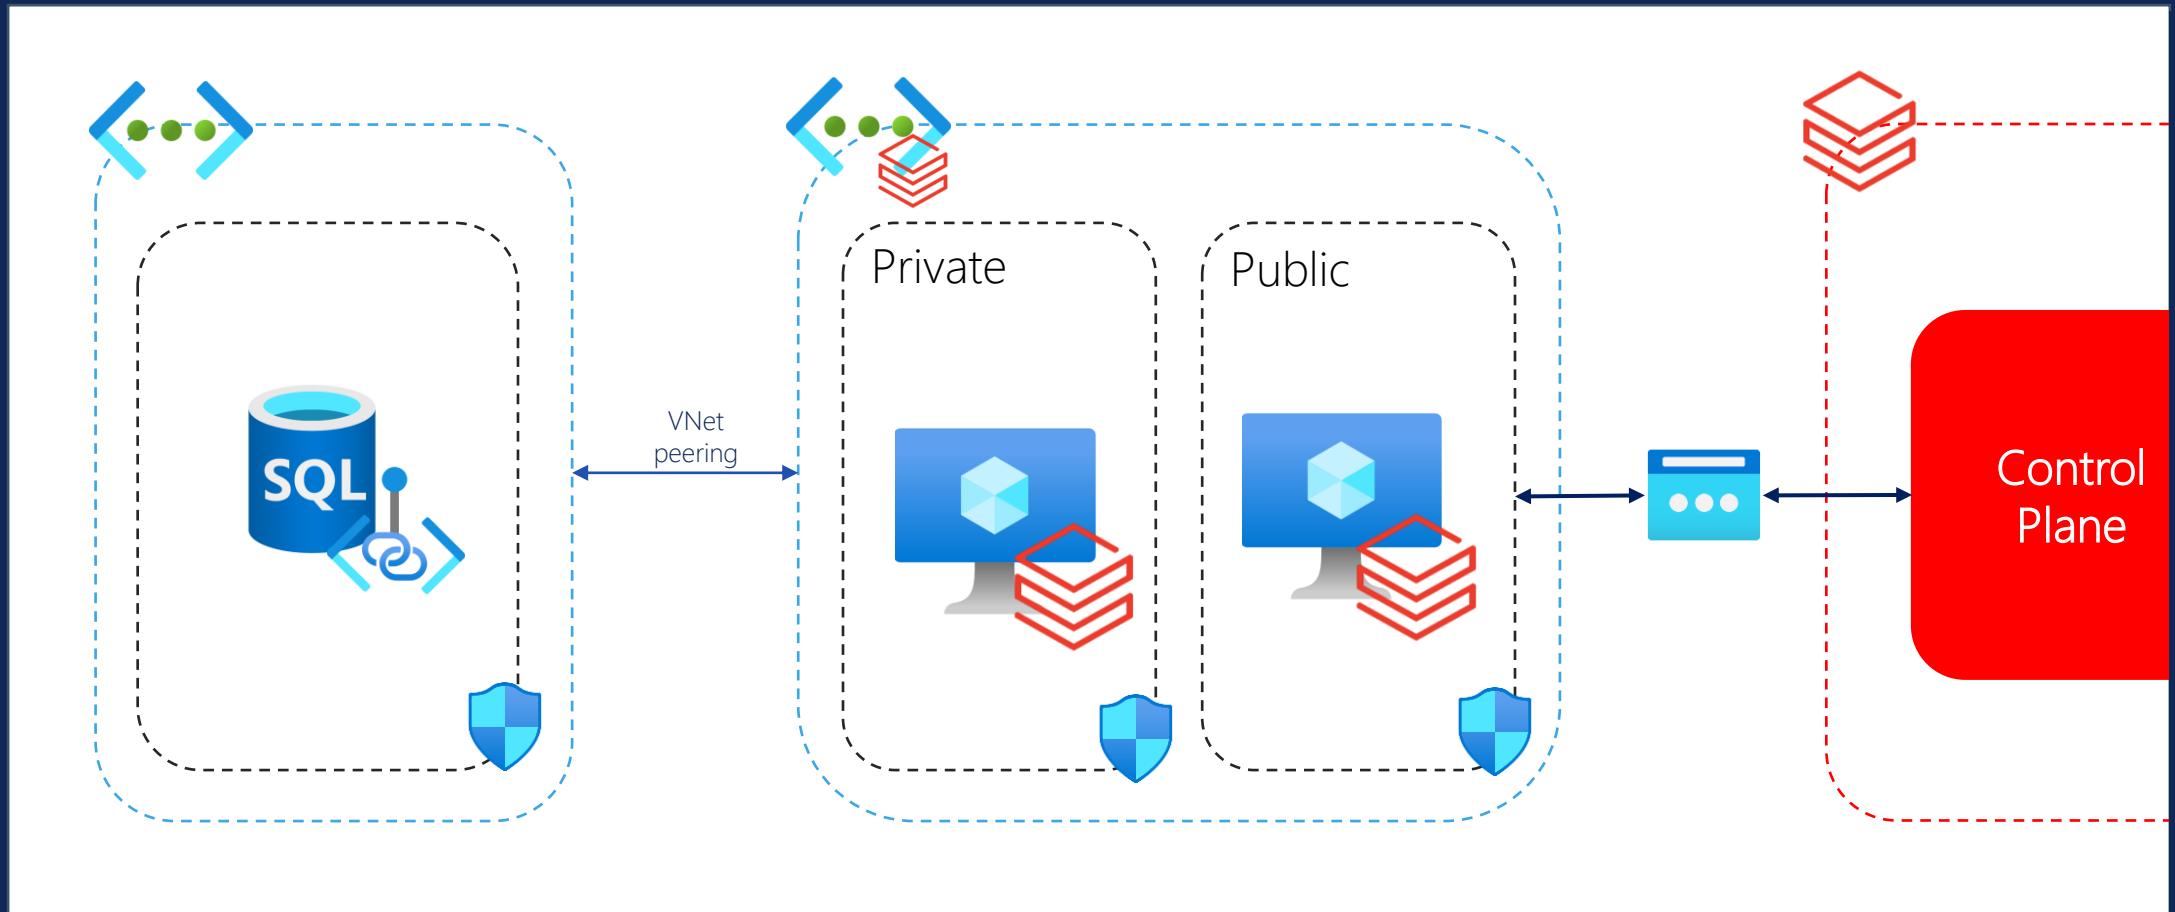 Private
Public
SQL
VNet
peering
Control
Plane